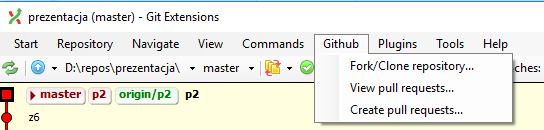 prezentacja (master) - Git Extensions
Start Repository Navigate View Commands Github Plugins Tools Help
D:\repos\prezentacja\ master ches:
Fork/Clone repository...
View pull requests...
Create pull requests...
master p2 origin/p2 p2
z6